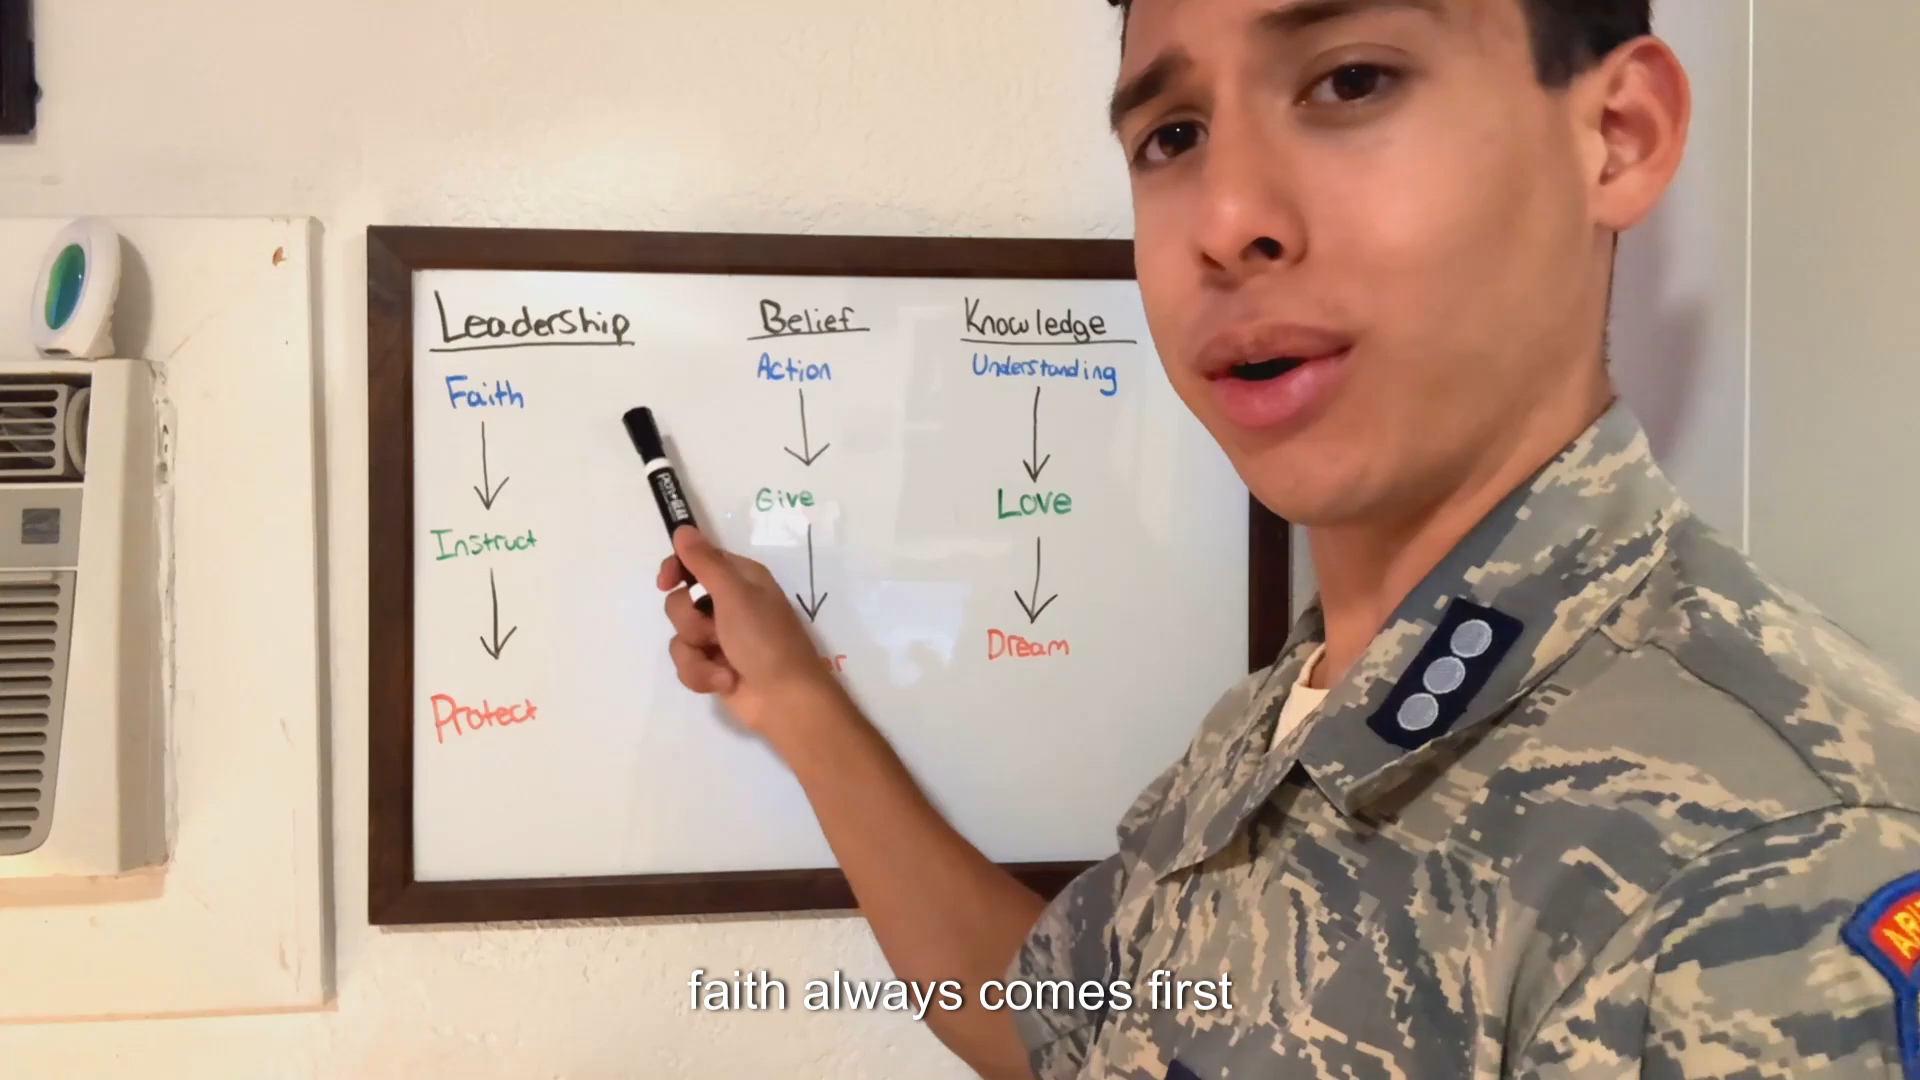 Leadership
Belief
Knowledge
Faith
Action
Understanding
Instruct
Give
Love
Protect
Dream
faith always comes first